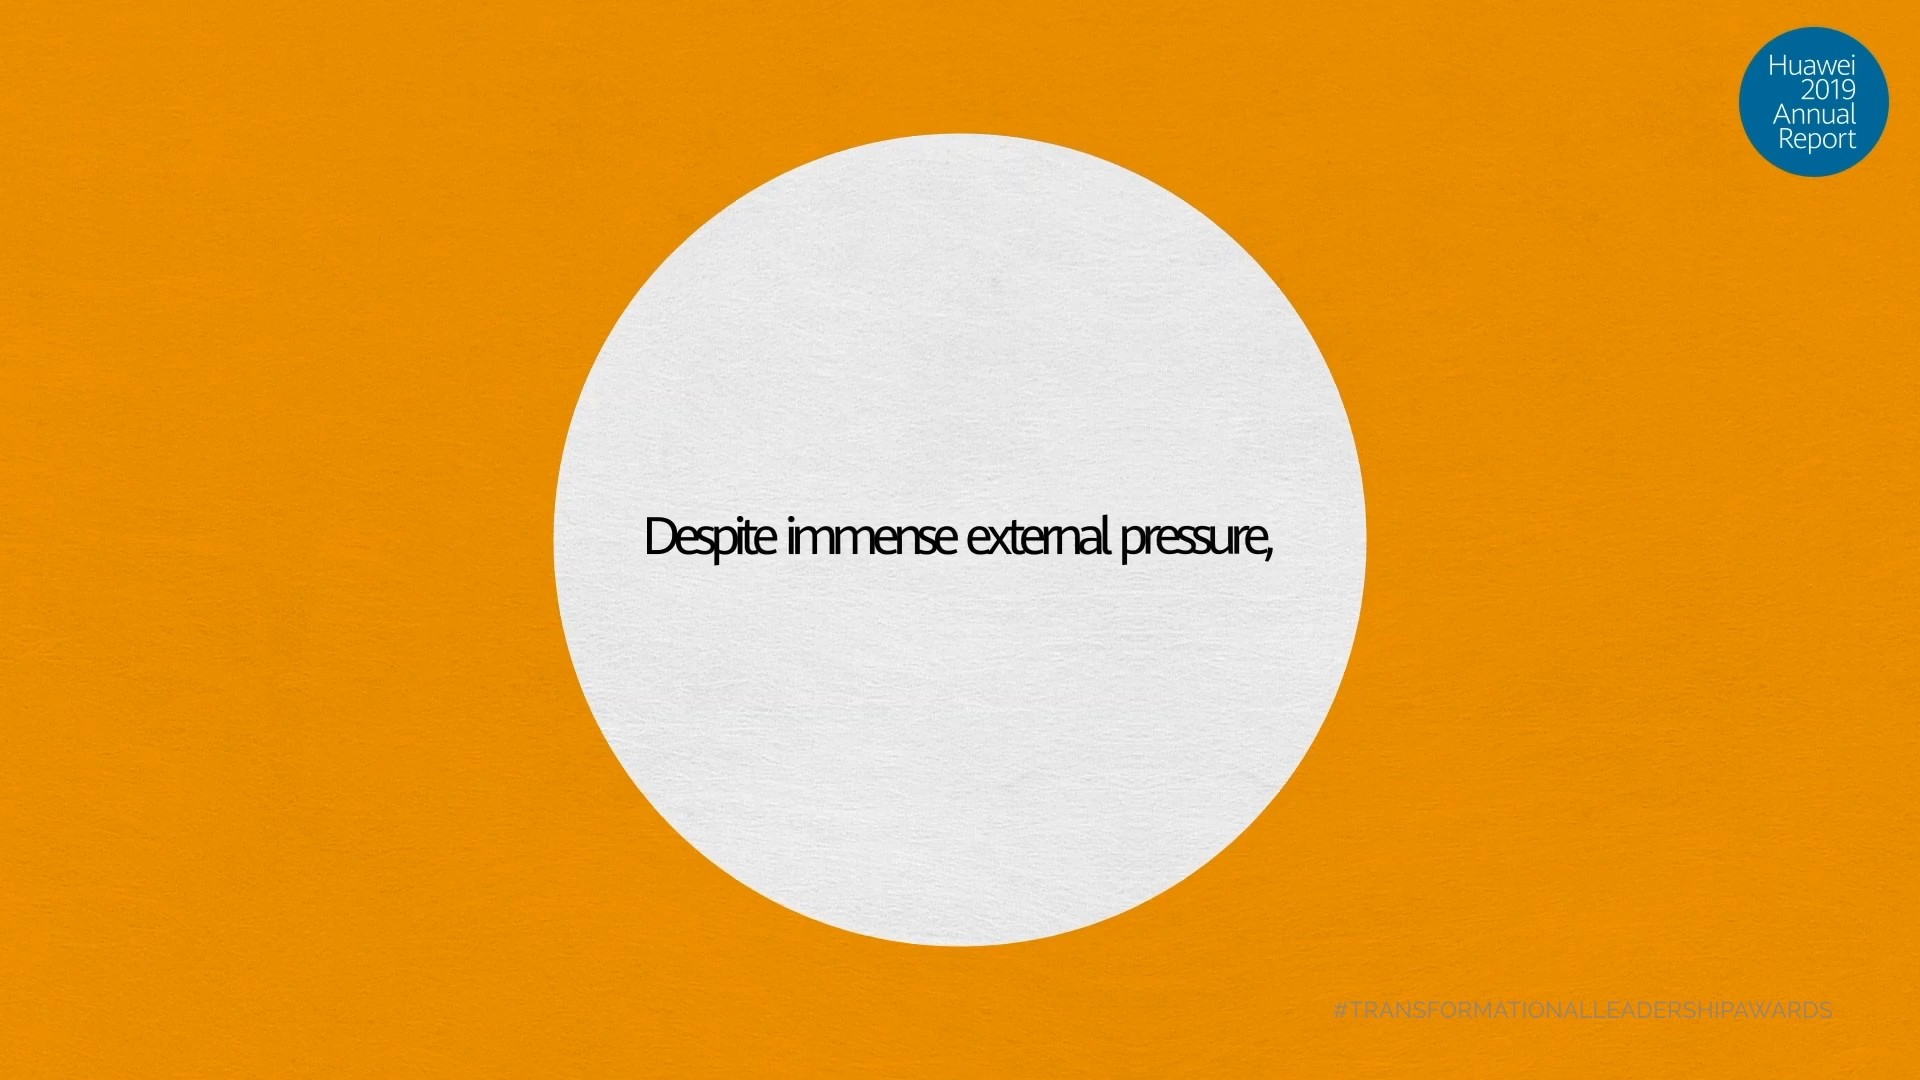 Huawei
2019
Annual
Report
Despite immense external pressure,
#TRANSFORMATIONALLEADERSHIPAWARDS